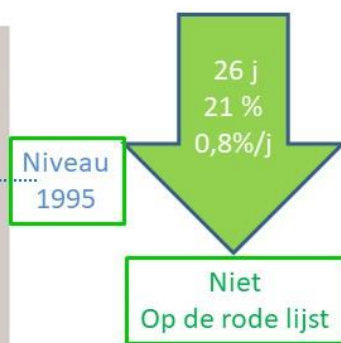 26 j
21 %
0,8%/j
Niveau
1995
Niet
Op de rode lijst